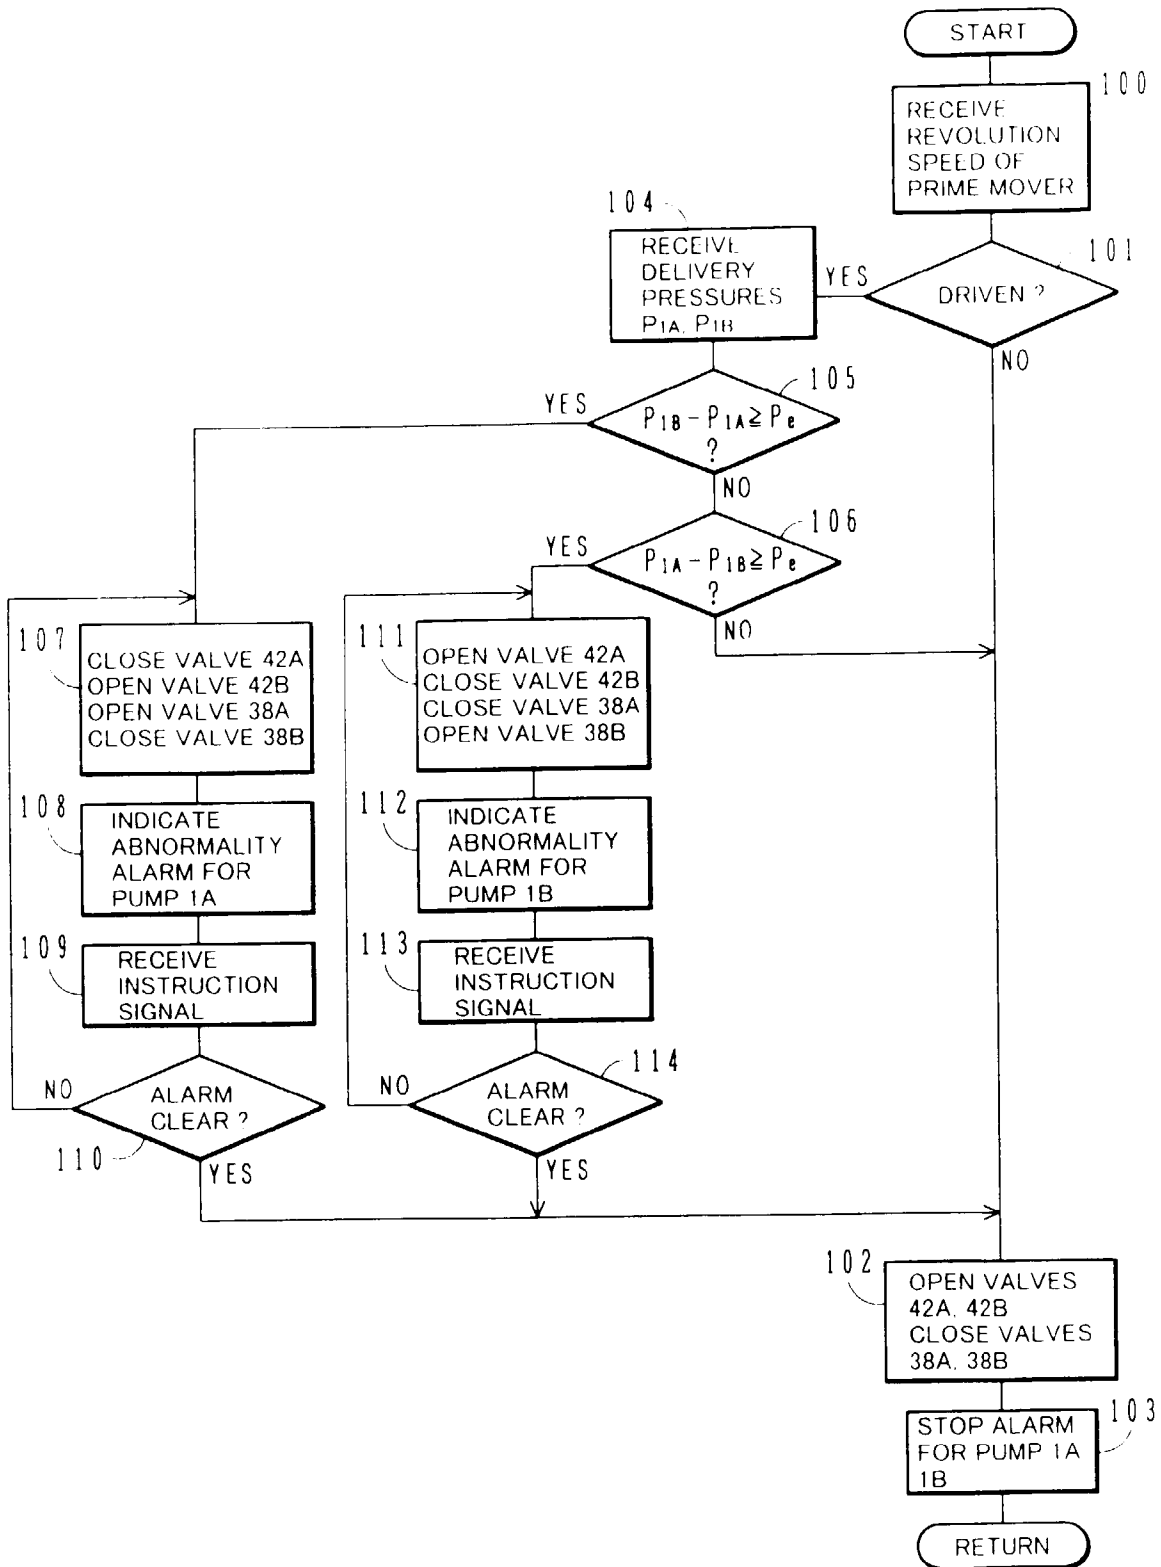 START
100
RECEIVE
REVOLUTION
SPEED OF
PRIME MOVER
101
DRIVEN ?
YES
NO
104
RECEIVE
DELIVERY
PRESSURES
P1A, P1B
105
P1B - P1A ≧ Pe
?
YES
NO
106
P1A - P1B ≧ Pe
?
YES
NO
107
CLOSE VALVE 42A
OPEN VALVE 42B
OPEN VALVE 38A
CLOSE VALVE 38B
108
INDICATE
ABNORMALITY
ALARM FOR
PUMP 1A
109
RECEIVE
INSTRUCTION
SIGNAL
NO
ALARM
CLEAR ?
110
YES
111
OPEN VALVE 42A
CLOSE VALVE 42B
CLOSE VALVE 38A
OPEN VALVE 38B
112
INDICATE
ABNORMALITY
ALARM FOR
PUMP 1B
113
RECEIVE
INSTRUCTION
SIGNAL
114
NO
ALARM
CLEAR ?
YES
102
OPEN VALVES
42A, 42B
CLOSE VALVES
38A, 38B
103
STOP ALARM
FOR PUMP 1A
1B
RETURN